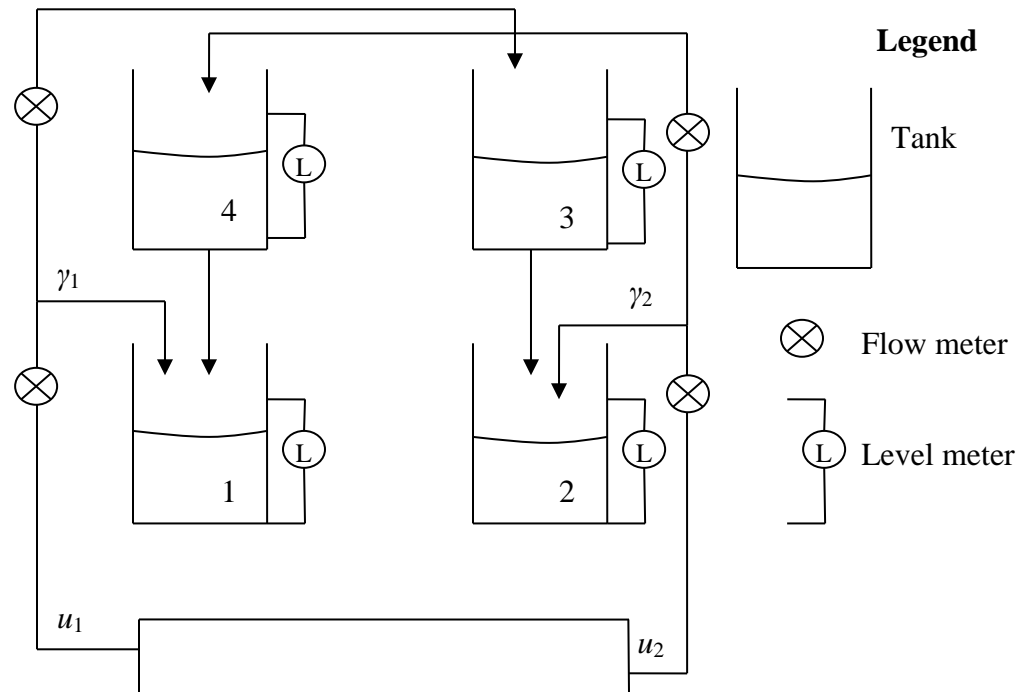 Legend
Tank
L
L
4
3
γ1
γ2
Flow meter
L
L
L
Level meter
1
2
u1
u2